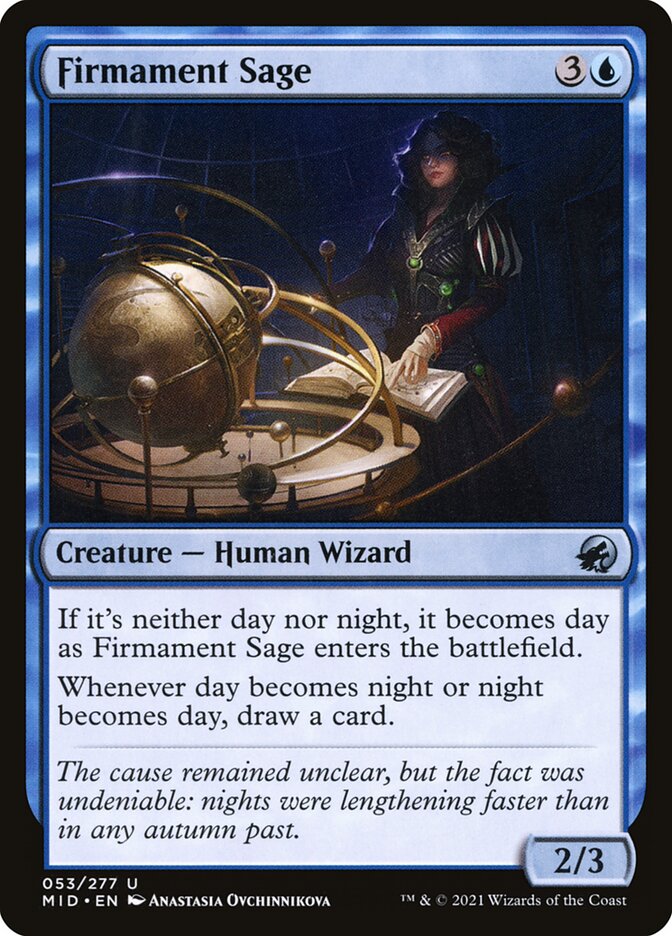 Firmament Sage 3
Creature — Human Wizard
If it's neither day nor night, it becomes day
as Firmament Sage enters the battlefield.
Whenever day becomes night or night
becomes day, draw a card.
The cause remained unclear, but the fact was
undeniable: nights were lengthening faster than
in any autumn past.
2/3
053/277 U
MID • EN Anastasia Ovchinnikova
™ & © 2021 Wizards of the Coast